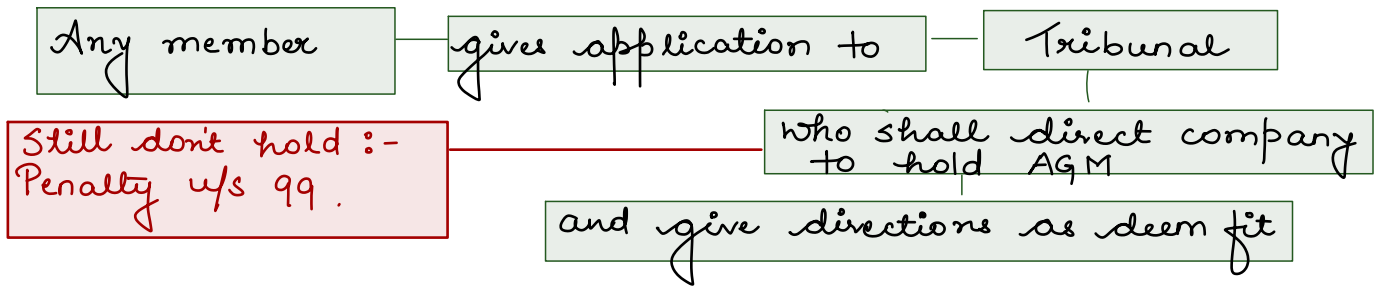 Any member
gives application to
Tribunal
who shall direct company
to hold AGM
and give directions as deem fit
Still don't hold :-
Penalty u/s 99.